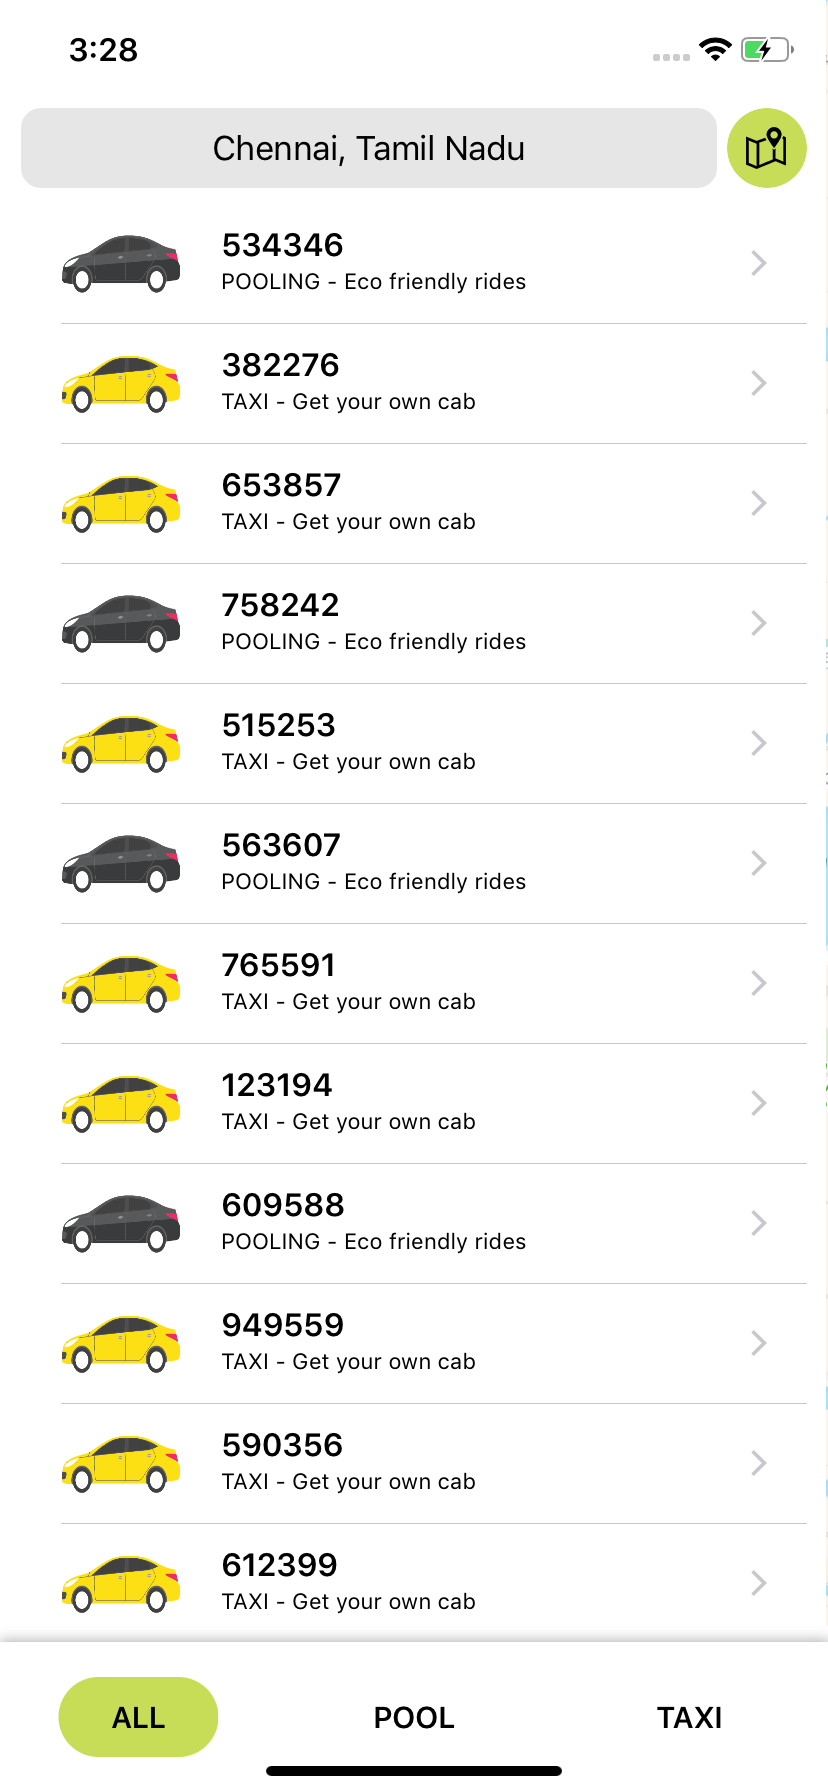 3:28
Chennai, Tamil Nadu
534346
POOLING - Eco friendly rides
382276
TAXI - Get your own cab
653857
TAXI - Get your own cab
758242
POOLING - Eco friendly rides
515253
TAXI - Get your own cab
563607
POOLING - Eco friendly rides
765591
TAXI - Get your own cab
123194
TAXI - Get your own cab
609588
POOLING - Eco friendly rides
949559
TAXI - Get your own cab
590356
TAXI - Get your own cab
612399
TAXI - Get your own cab
ALL POOL TAXI